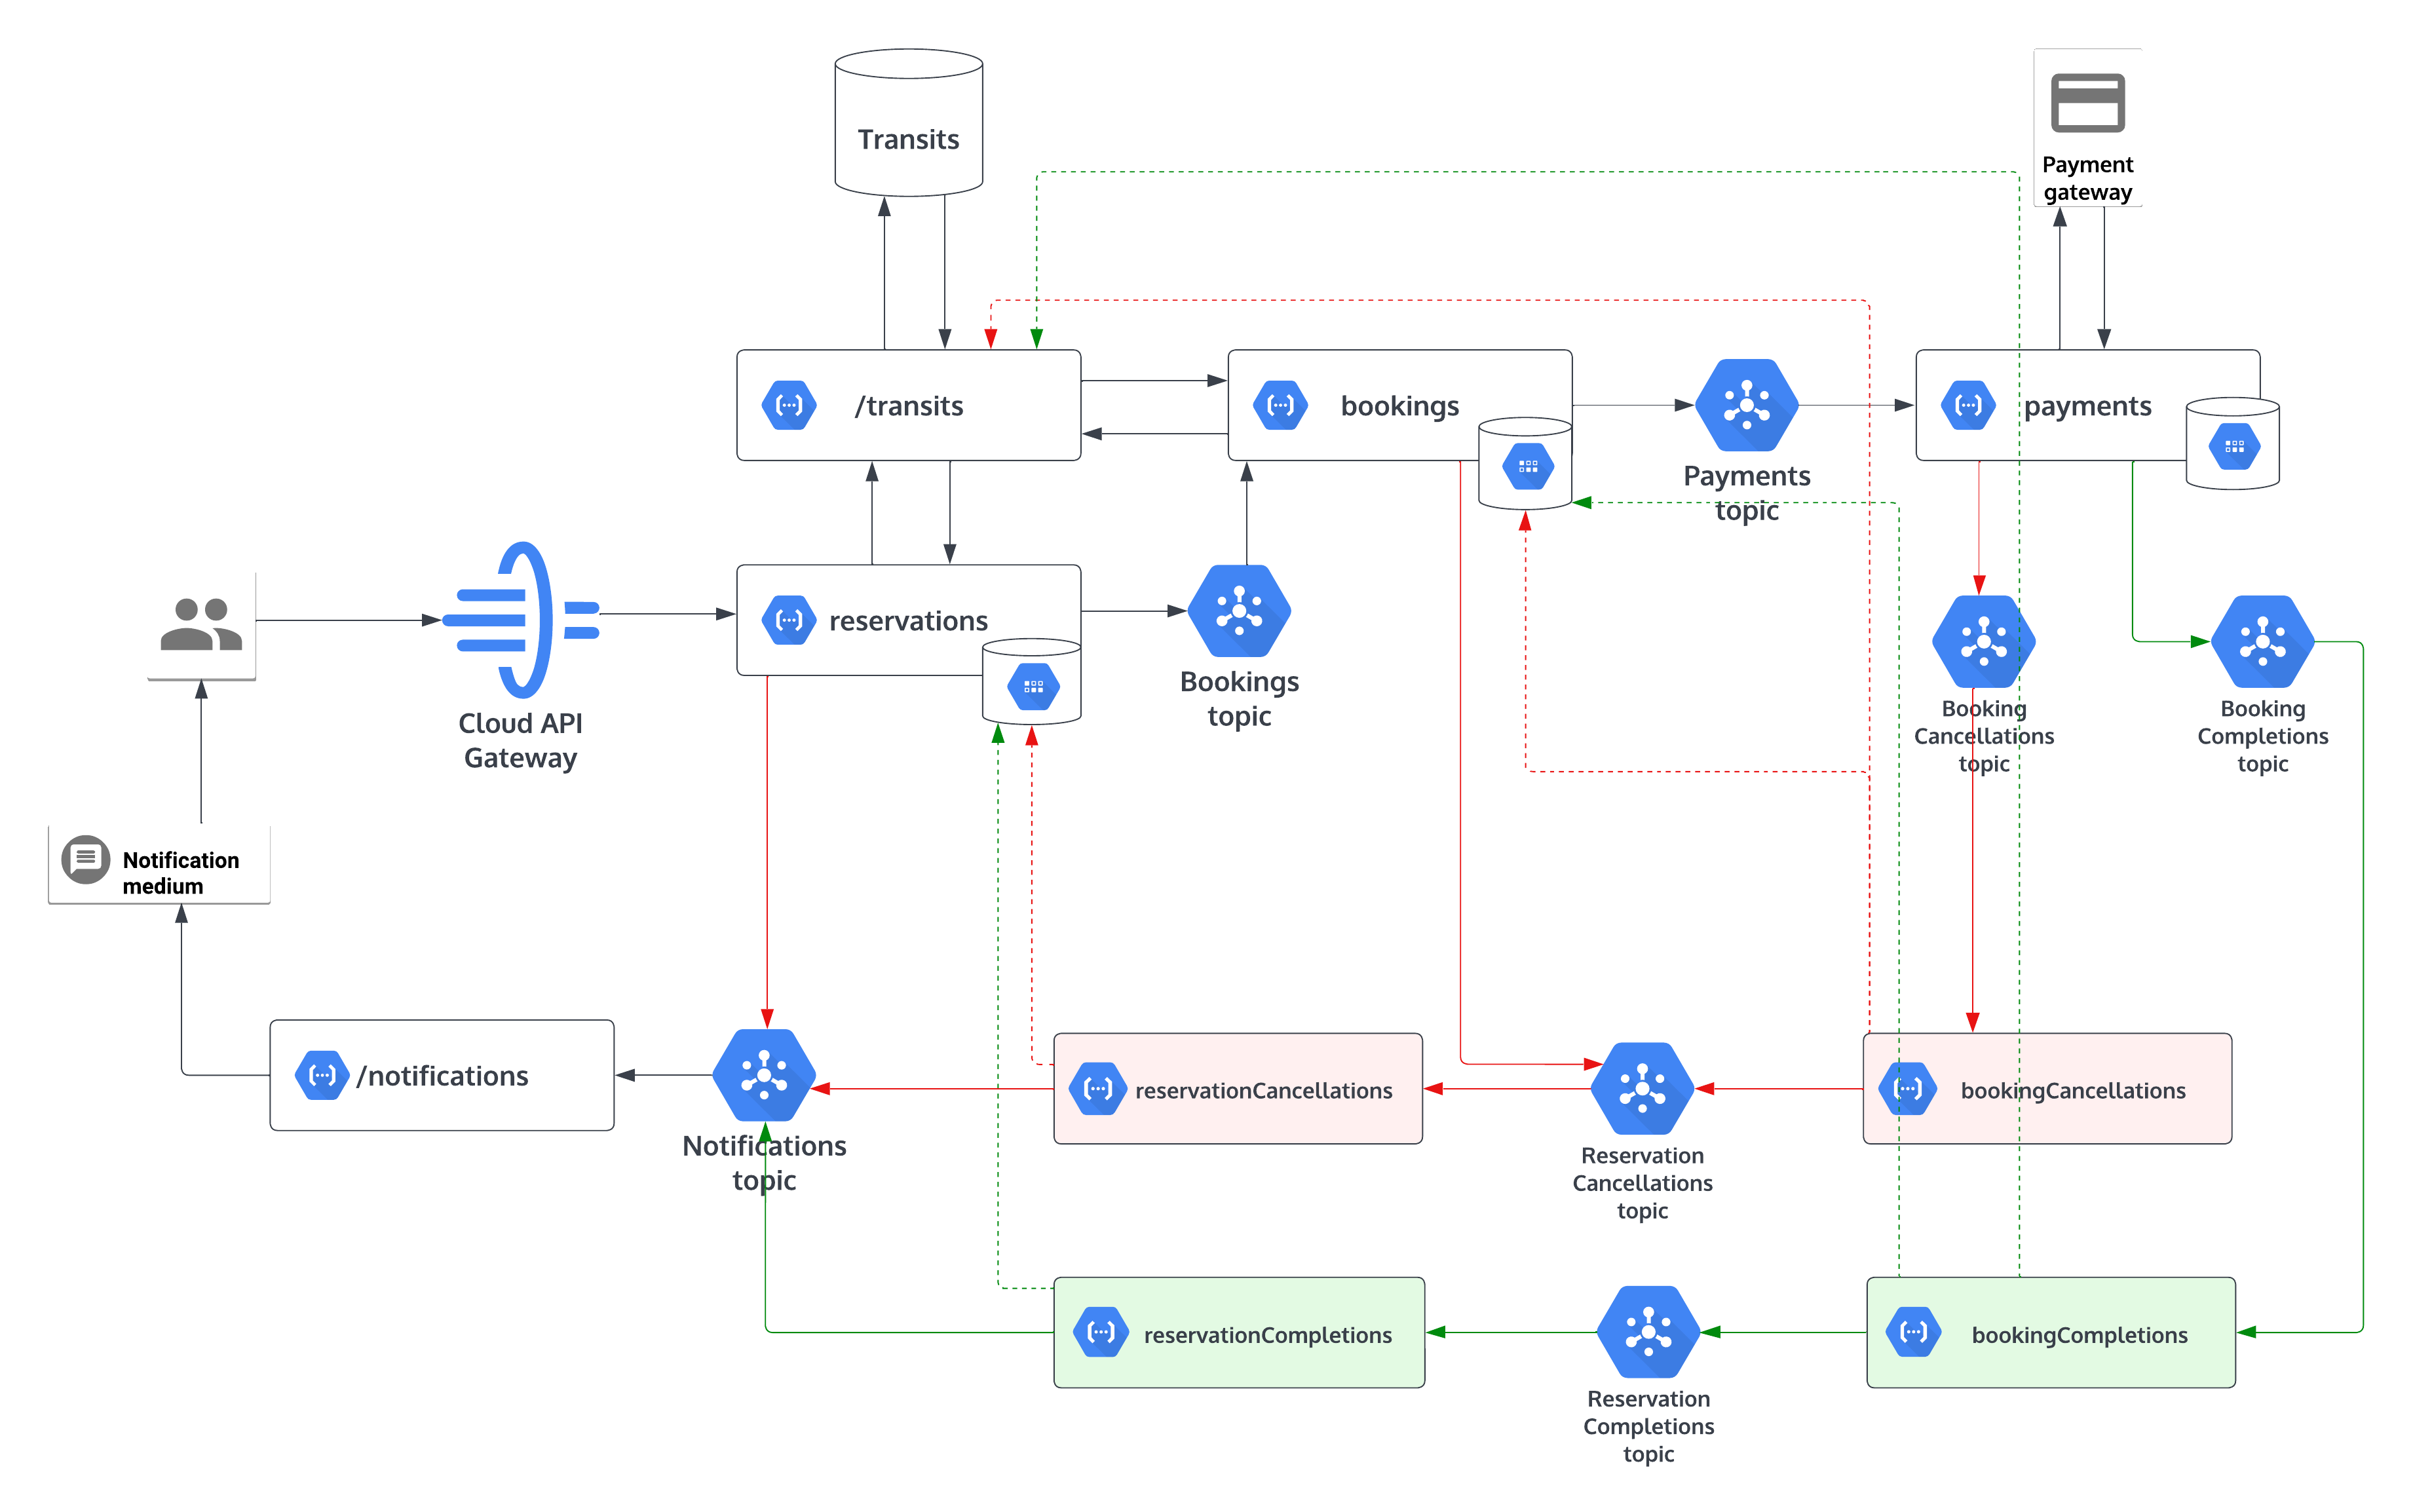 Transits
Payment
gateway
/transits
bookings
Payments
topic
payments
reservations
Bookings
topic
Cloud API
Gateway
Booking
Cancellations
topic
Booking
Completions
topic
Notification
medium
/notifications
Notifications
topic
reservationCancellations
Reservation
Cancellations
topic
bookingCancellations
reservationCompletions
Reservation
Completions
topic
bookingCompletions